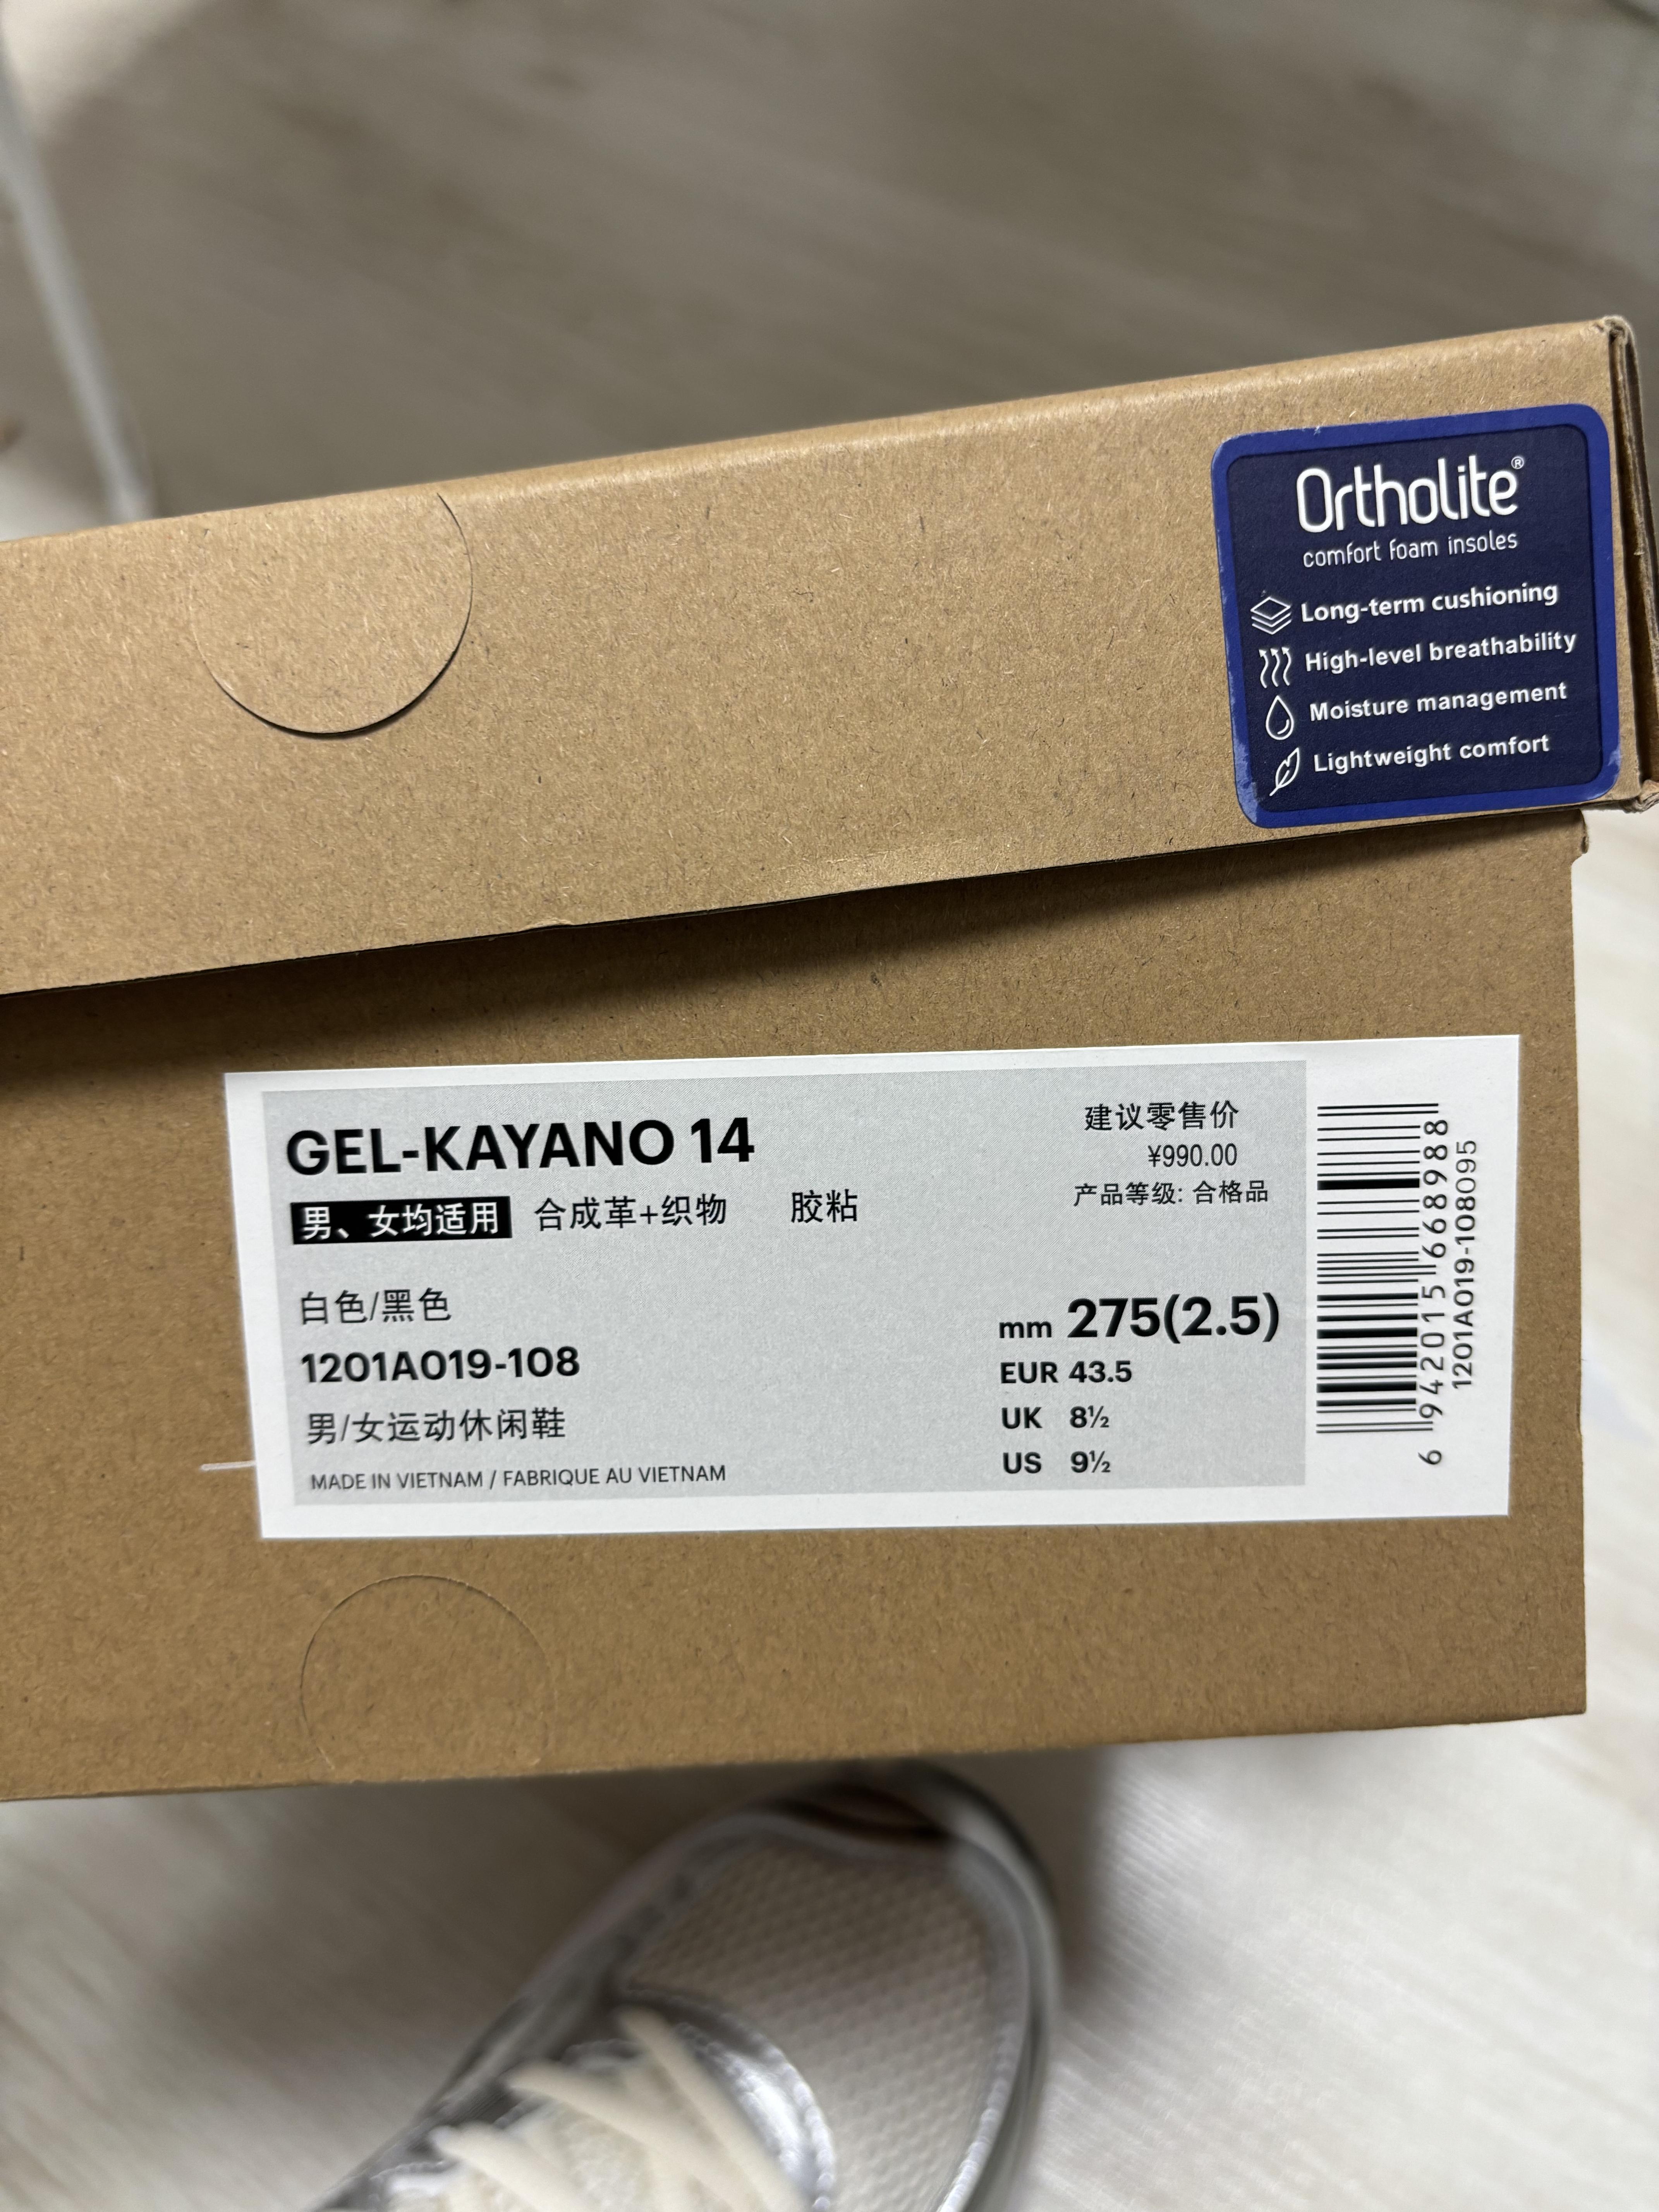 Ortholite®
comfort foam insoles
Long-term cushioning
High-level breathability
Moisture management
Lightweight comfort
GEL-KAYANO 14
男、女均适用 合成革+织物 胶粘
白色/黑色
1201A019-108
男/女运动休闲鞋
MADE IN VIETNAM / FABRIQUE AU VIETNAM
建议零售价
¥990.00
产品等级: 合格品
mm 275(2.5)
EUR 43.5
UK 8½
US 9½
6 942015 668988
1201A019-108095